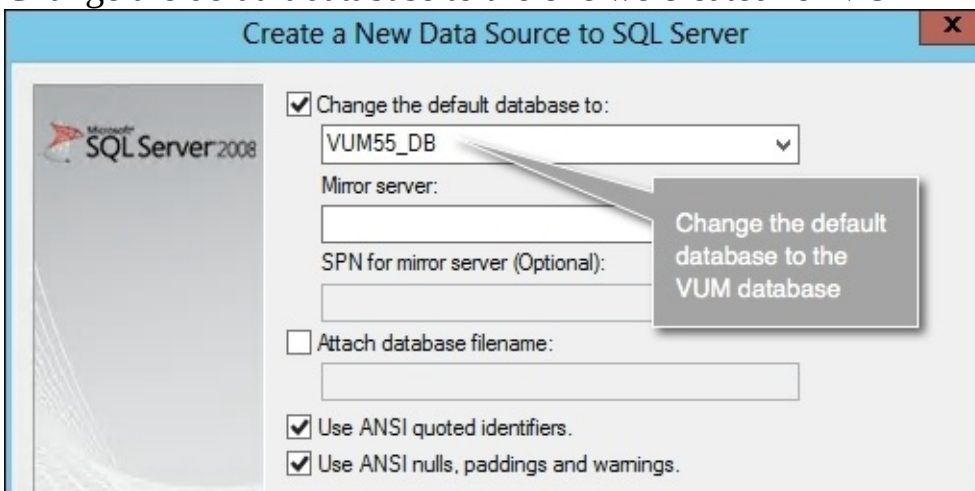 Create a New Data Source to SQL Server
x
Microsoft
SQL Server 2008
Change the default database to:
VUM55_DB
Mirror server:
Change the default
database to the
VUM database
SPN for mirror server (Optional):
Attach database filename:
Use ANSI quoted identifiers.
Use ANSI nulls, paddings and warnings.